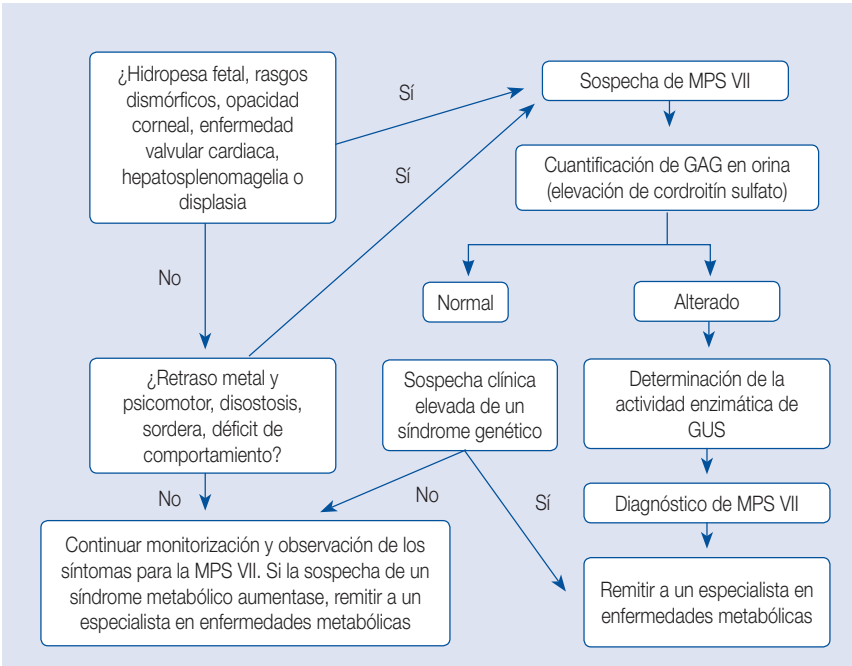 ¿Hidropesa fetal, rasgos
dismórficos, opacidad
corneal, enfermedad
valvular cardiaca,
hepatosplenomagelia o
displasia
Sí
Sospecha de MPS VII
Sí
Cuantificación de GAG en orina
(elevación de cordroitín sulfato)
No
Normal
Alterado
¿Retraso metal y
psicomotor, disostosis,
sordera, déficit de
comportamiento?
Sospecha clínica
elevada de un
síndrome genético
Determinación de la
actividad enzimática de
GUS
No
No
Sí
Diagnóstico de MPS VII
Continuar monitorización y observación de los
síntomas para la MPS VII. Si la sospecha de un
síndrome metabólico aumentase, remitir a un
especialista en enfermedades metabólicas
Remitir a un especialista en
enfermedades metabólicas